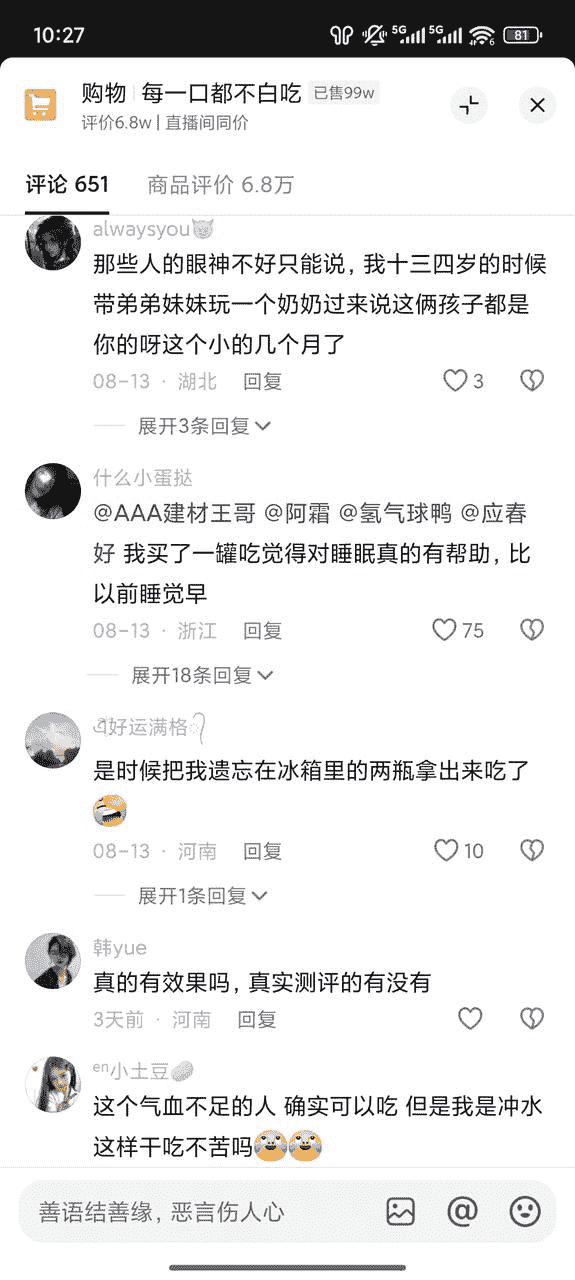 10:27
5G 5G 6 81
购物 | 每一口都不白吃 已售99w
评价6.8w | 直播间同价
评论 651 商品评价 6.8万
alwaysyou
那些人的眼神不好只能说，我十三四岁的时候
带弟弟妹妹玩一个奶奶过来说这俩孩子都是
你的呀这个小的几个月了
08-13 · 湖北 回复 3
展开3条回复
什么小蛋挞
@AAA建材王哥 @阿霜 @氢气球鸭 @应春
好 我买了一罐吃觉得对睡眠真的有帮助，比
以前睡觉早
08-13 · 浙江 回复 75
展开18条回复
好运满格
是时候把我遗忘在冰箱里的两瓶拿出来吃了
08-13 · 河南 回复 10
展开1条回复
韩yue
真的有效果吗，真实测评的有没有
3天前 · 河南 回复
en小土豆
这个气血不足的人 确实可以吃 但是我是冲水
这样干吃不苦吗
善语结善缘，恶言伤人心